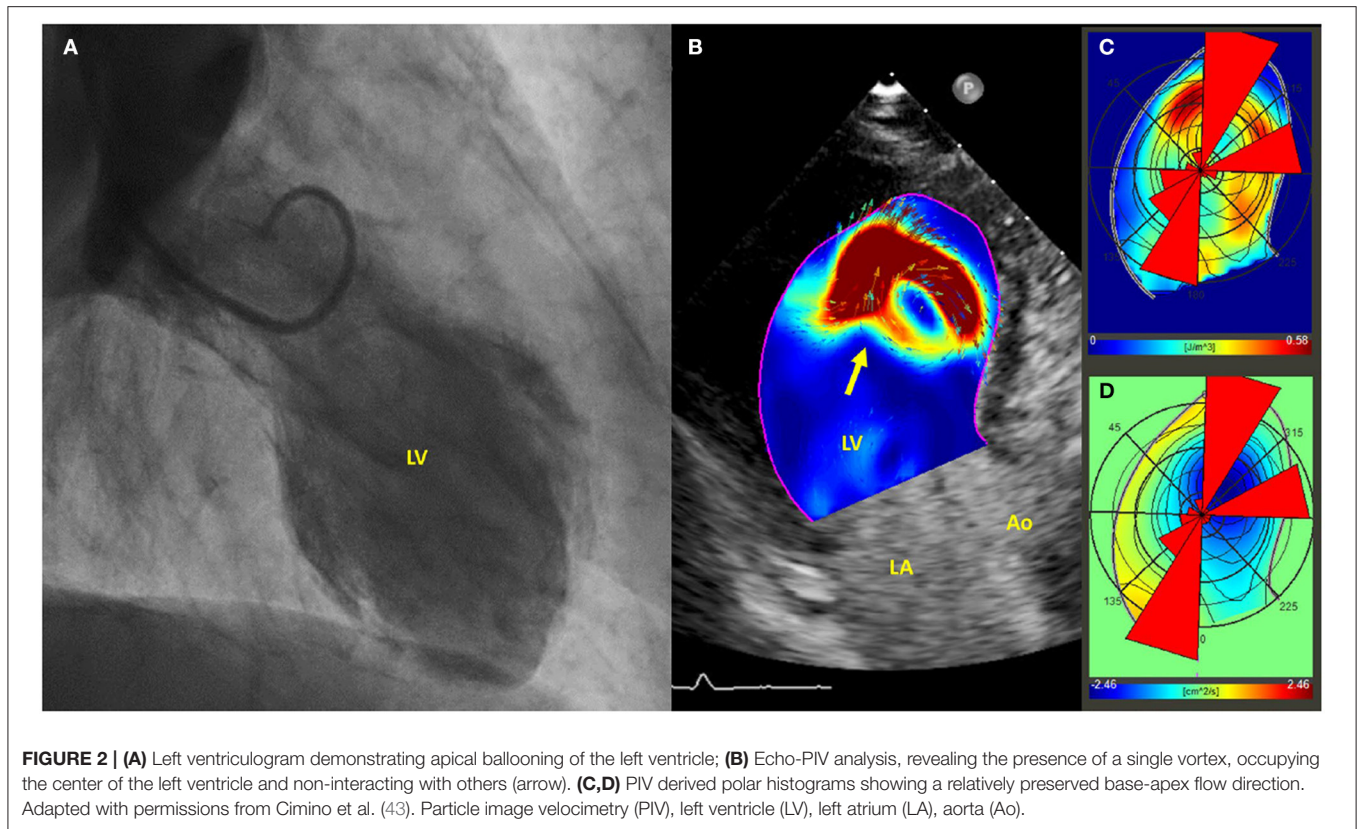 A
LV
B
P
LV
Ao
LA
C
45
315
135
225
180
0
0.58
[J/m^3]
D
45
315
135
225
0
-2.46
2.46
[cm^2/s]
FIGURE 2 | (A) Left ventriculogram demonstrating apical ballooning of the left ventricle; (B) Echo-PIV analysis, revealing the presence of a single vortex, occupying
the center of the left ventricle and non-interacting with others (arrow). (C,D) PIV derived polar histograms showing a relatively preserved base-apex flow direction.
Adapted with permissions from Cimino et al. (43). Particle image velocimetry (PIV), left ventricle (LV), left atrium (LA), aorta (Ao).